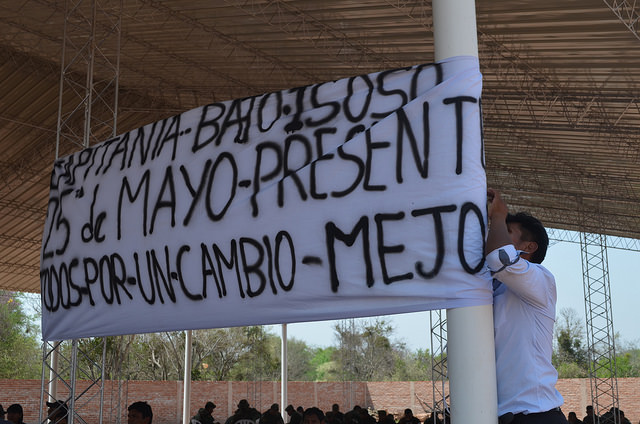 CAPITANIA-BAJO-ISOSO
25 de MAYO-PRESENT
TODOS-POR-UN-CAMBIO-MEJO